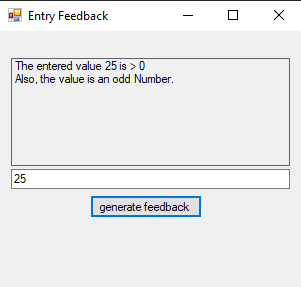 Entry Feedback
The entered value 25 is > 0
Also, the value is an odd Number.
25
generate feedback